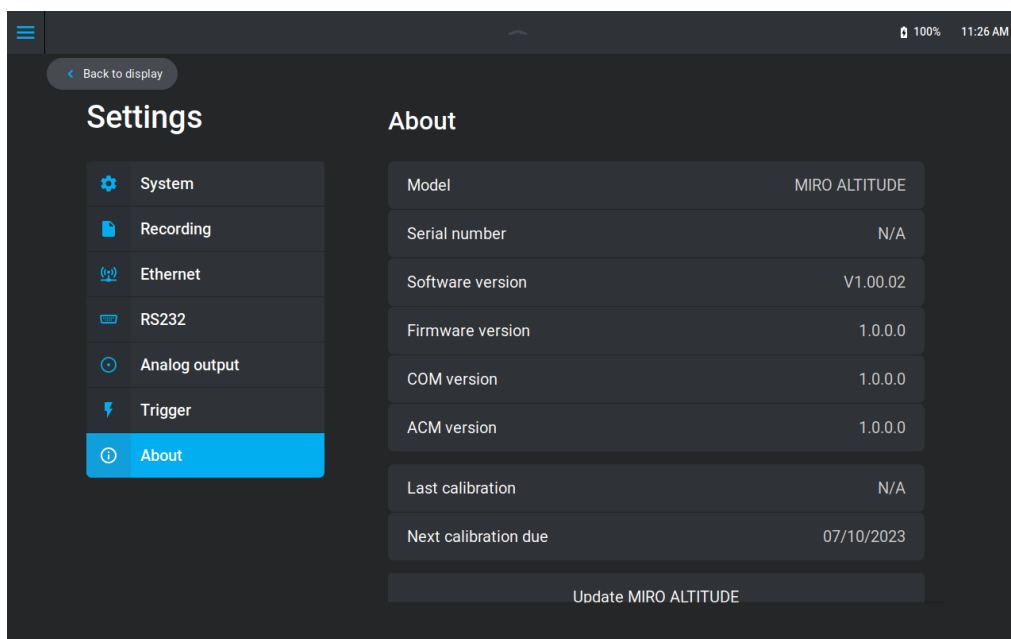 100% 11:26 AM
Back to display
Settings
System
Recording
Ethernet
RS232
Analog output
Trigger
About
About
Model MIRO ALTITUDE
Serial number N/A
Software version V1.00.02
Firmware version 1.0.0.0
COM version 1.0.0.0
ACM version 1.0.0.0
Last calibration N/A
Next calibration due 07/10/2023
Update MIRO ALTITUDE